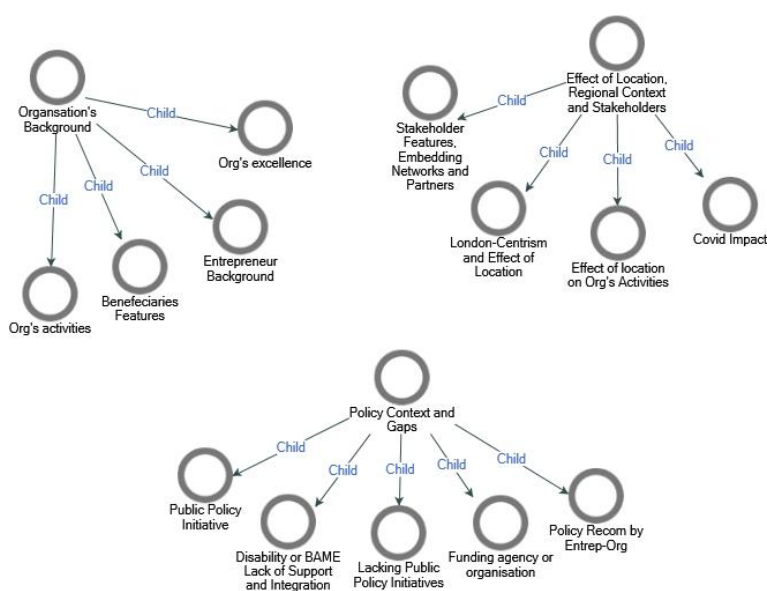 Organsation's
Background
Child
Org's excellence
Child
Child
Child
Entrepreneur
Background
Benefeciaries
Features
Org's activities
Effect of Location,
Regional Context
and Stakeholders
Child
Stakeholder
Features,
Embedding
Networks and
Partners
Child
Child
Child
London-Centrism
and Effect of
Location
Effect of location
on Org's Activities
Covid Impact
Policy Context and
Gaps
Child
Child
Child
Child
Child
Public Policy
Initiative
Disability or BAME
Lack of Support
and Integration
Lacking Public
Policy Initiatives
Funding agency or
organisation
Policy Recom by
Entrep-Org